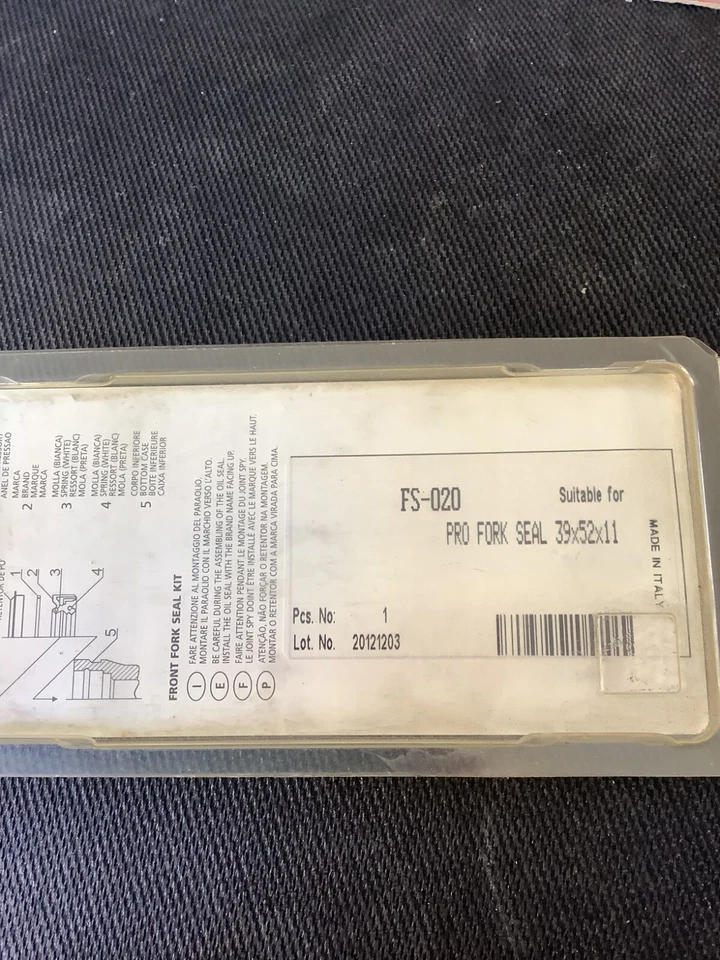 ANEL DE PRESSÃO
MARCA
2 BRAND
MARQUE
MARCA
MOLLA (BIANCA)
3 SPRING (WHITE)
RESSORT (BLANC)
MOLA (PRETA)
MOLLA (BIANCA)
4 SPRING (WHITE)
RESSORT (BLANC)
MOLA (PRETA)
CORPO INFERIORE
5 BOTTOM CASE
BOITE INFERIEURE
CAIXA INFERIOR
1
2
3
4
5
FRONT FORK SEAL KIT
I FARE ATTENZIONE AL MONTAGGIO DEL PARAOLIO.
MONTARE IL PARAOLIO CON IL MARCHIO VERSO L'ALTO.
E BE CAREFUL DURING THE ASSEMBLING OF THE OIL SEAL.
INSTALL THE OIL SEAL WITH THE BRAND NAME FACING UP.
F FAIRE ATTENTION PENDANT LE MONTAGE DU JOINT SPY.
LE JOINT SPY DOINT ÊTRE INSTALLÉ AVEC LE MARQUE VERS LE HAUT.
P ATENÇÃO, NÃO FORÇAR O RETENTOR NA MONTAGEM.
MONTAR O RETENTOR COM A MARCA VIRADA PARA CIMA.
FS-020 Suitable for
PRO FORK SEAL 39x52x11
Pcs. No: 1
Lot. No. 20121203
MADE IN ITALY